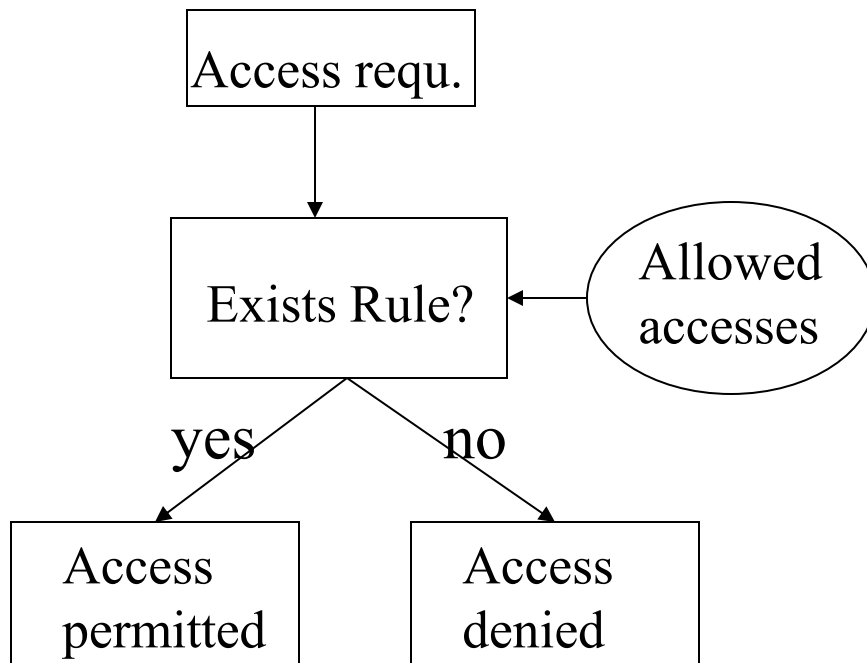 Access requ.
Exists Rule?
Allowed
accesses
yes
no
Access
permitted
Access
denied